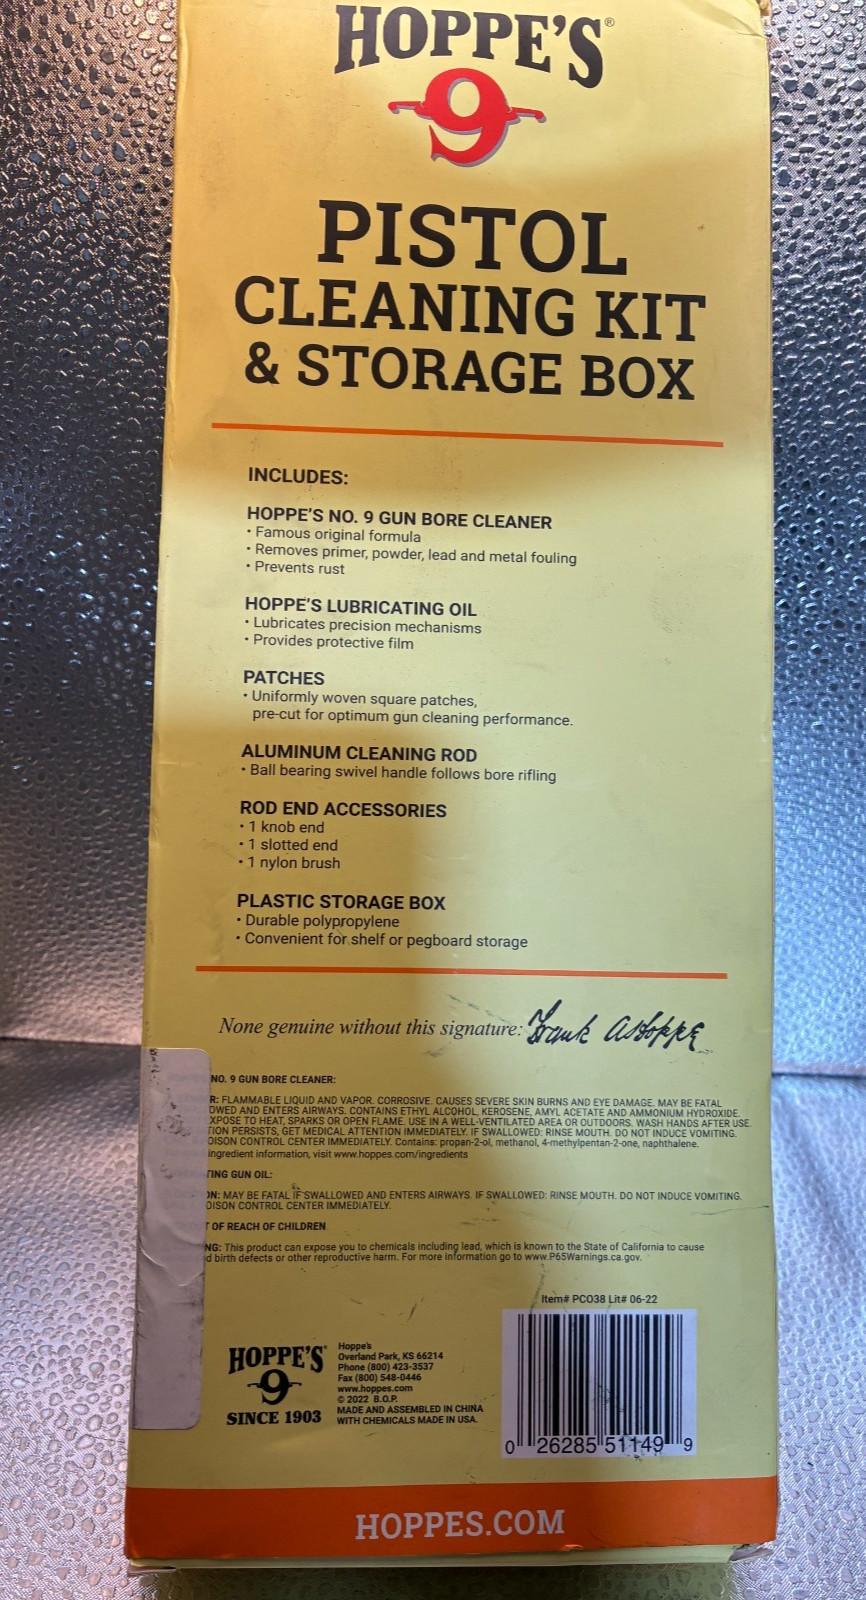 HOPPE'S®
9
PISTOL
CLEANING KIT
& STORAGE BOX
INCLUDES:
HOPPE'S NO. 9 GUN BORE CLEANER
• Famous original formula
• Removes primer, powder, lead and metal fouling
• Prevents rust
HOPPE'S LUBRICATING OIL
• Lubricates precision mechanisms
• Provides protective film
PATCHES
• Uniformly woven square patches,
pre-cut for optimum gun cleaning performance.
ALUMINUM CLEANING ROD
• Ball bearing swivel handle follows bore rifling
ROD END ACCESSORIES
• 1 knob end
• 1 slotted end
• 1 nylon brush
PLASTIC STORAGE BOX
• Durable polypropylene
• Convenient for shelf or pegboard storage
None genuine without this signature: Frank A Hoppe
NO. 9 GUN BORE CLEANER:
R: FLAMMABLE LIQUID AND VAPOR. CORROSIVE. CAUSES SEVERE SKIN BURNS AND EYE DAMAGE. MAY BE FATAL
OWED AND ENTERS AIRWAYS. CONTAINS ETHYL ALCOHOL, KEROSENE, AMYL ACETATE AND AMMONIUM HYDROXIDE.
XPOSE TO HEAT, SPARKS OR OPEN FLAME. USE IN A WELL-VENTILATED AREA OR OUTDOORS. WASH HANDS AFTER USE.
TION PERSISTS, GET MEDICAL ATTENTION IMMEDIATELY. IF SWALLOWED: RINSE MOUTH. DO NOT INDUCE VOMITING.
OISON CONTROL CENTER IMMEDIATELY. Contains: propan-2-ol, methanol, 4-methylpentan-2-one, naphthalene.
ingredient information, visit www.hoppes.com/ingredients
TING GUN OIL:
ON: MAY BE FATAL IF SWALLOWED AND ENTERS AIRWAYS. IF SWALLOWED: RINSE MOUTH. DO NOT INDUCE VOMITING.
OISON CONTROL CENTER IMMEDIATELY.
T OF REACH OF CHILDREN
NG: This product can expose you to chemicals including lead, which is known to the State of California to cause
d birth defects or other reproductive harm. For more information go to www.P65Warnings.ca.gov.
Item# PCO38 Lit# 06-22
HOPPE'S®
9
SINCE 1903
Hoppe's
Overland Park, KS 66214
Phone (800) 423-3537
Fax (800) 548-0446
www.hoppes.com
© 2022 B.O.P.
MADE AND ASSEMBLED IN CHINA
WITH CHEMICALS MADE IN USA.
0 26285 51149 9
HOPPES.COM